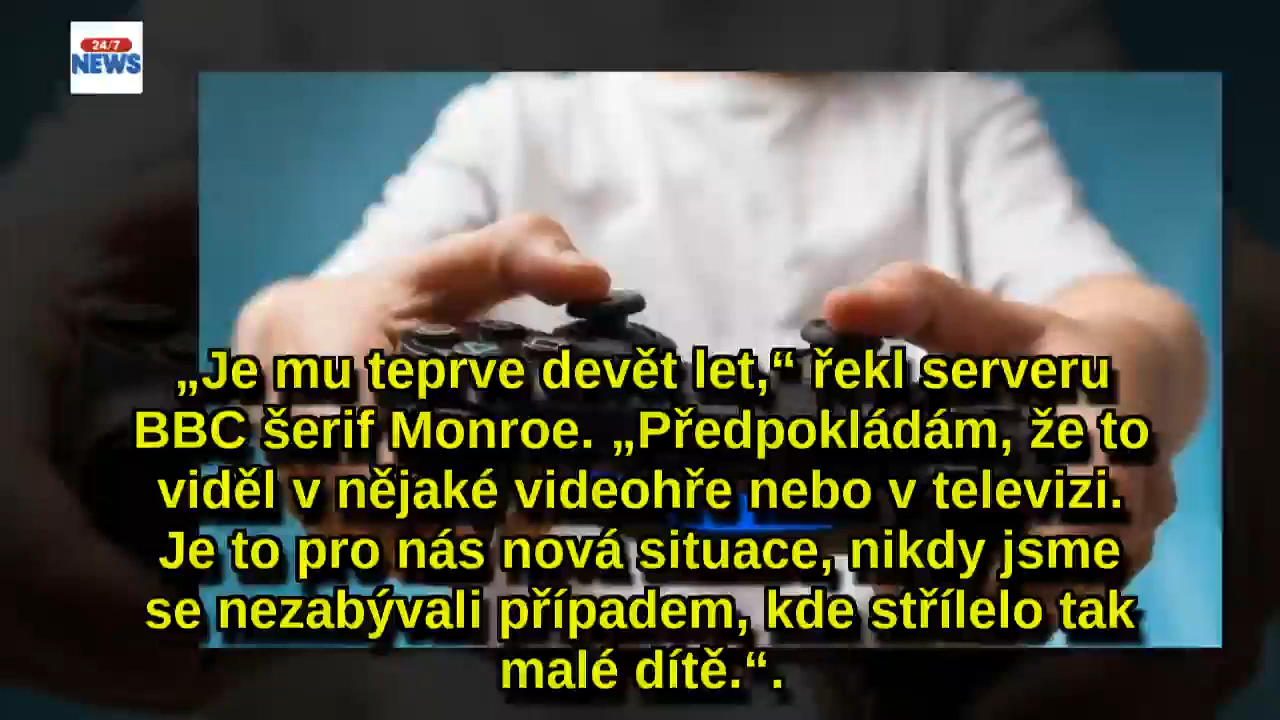 24/7
NEWS
„Je mu teprve devět let,“ řekl serveru
BBC šerif Monroe. „Předpokládám, že to
viděl v nějaké videohře nebo v televizi.
Je to pro nás nová situace, nikdy jsme
se nezabývali případem, kde střílelo tak
malé dítě.“.